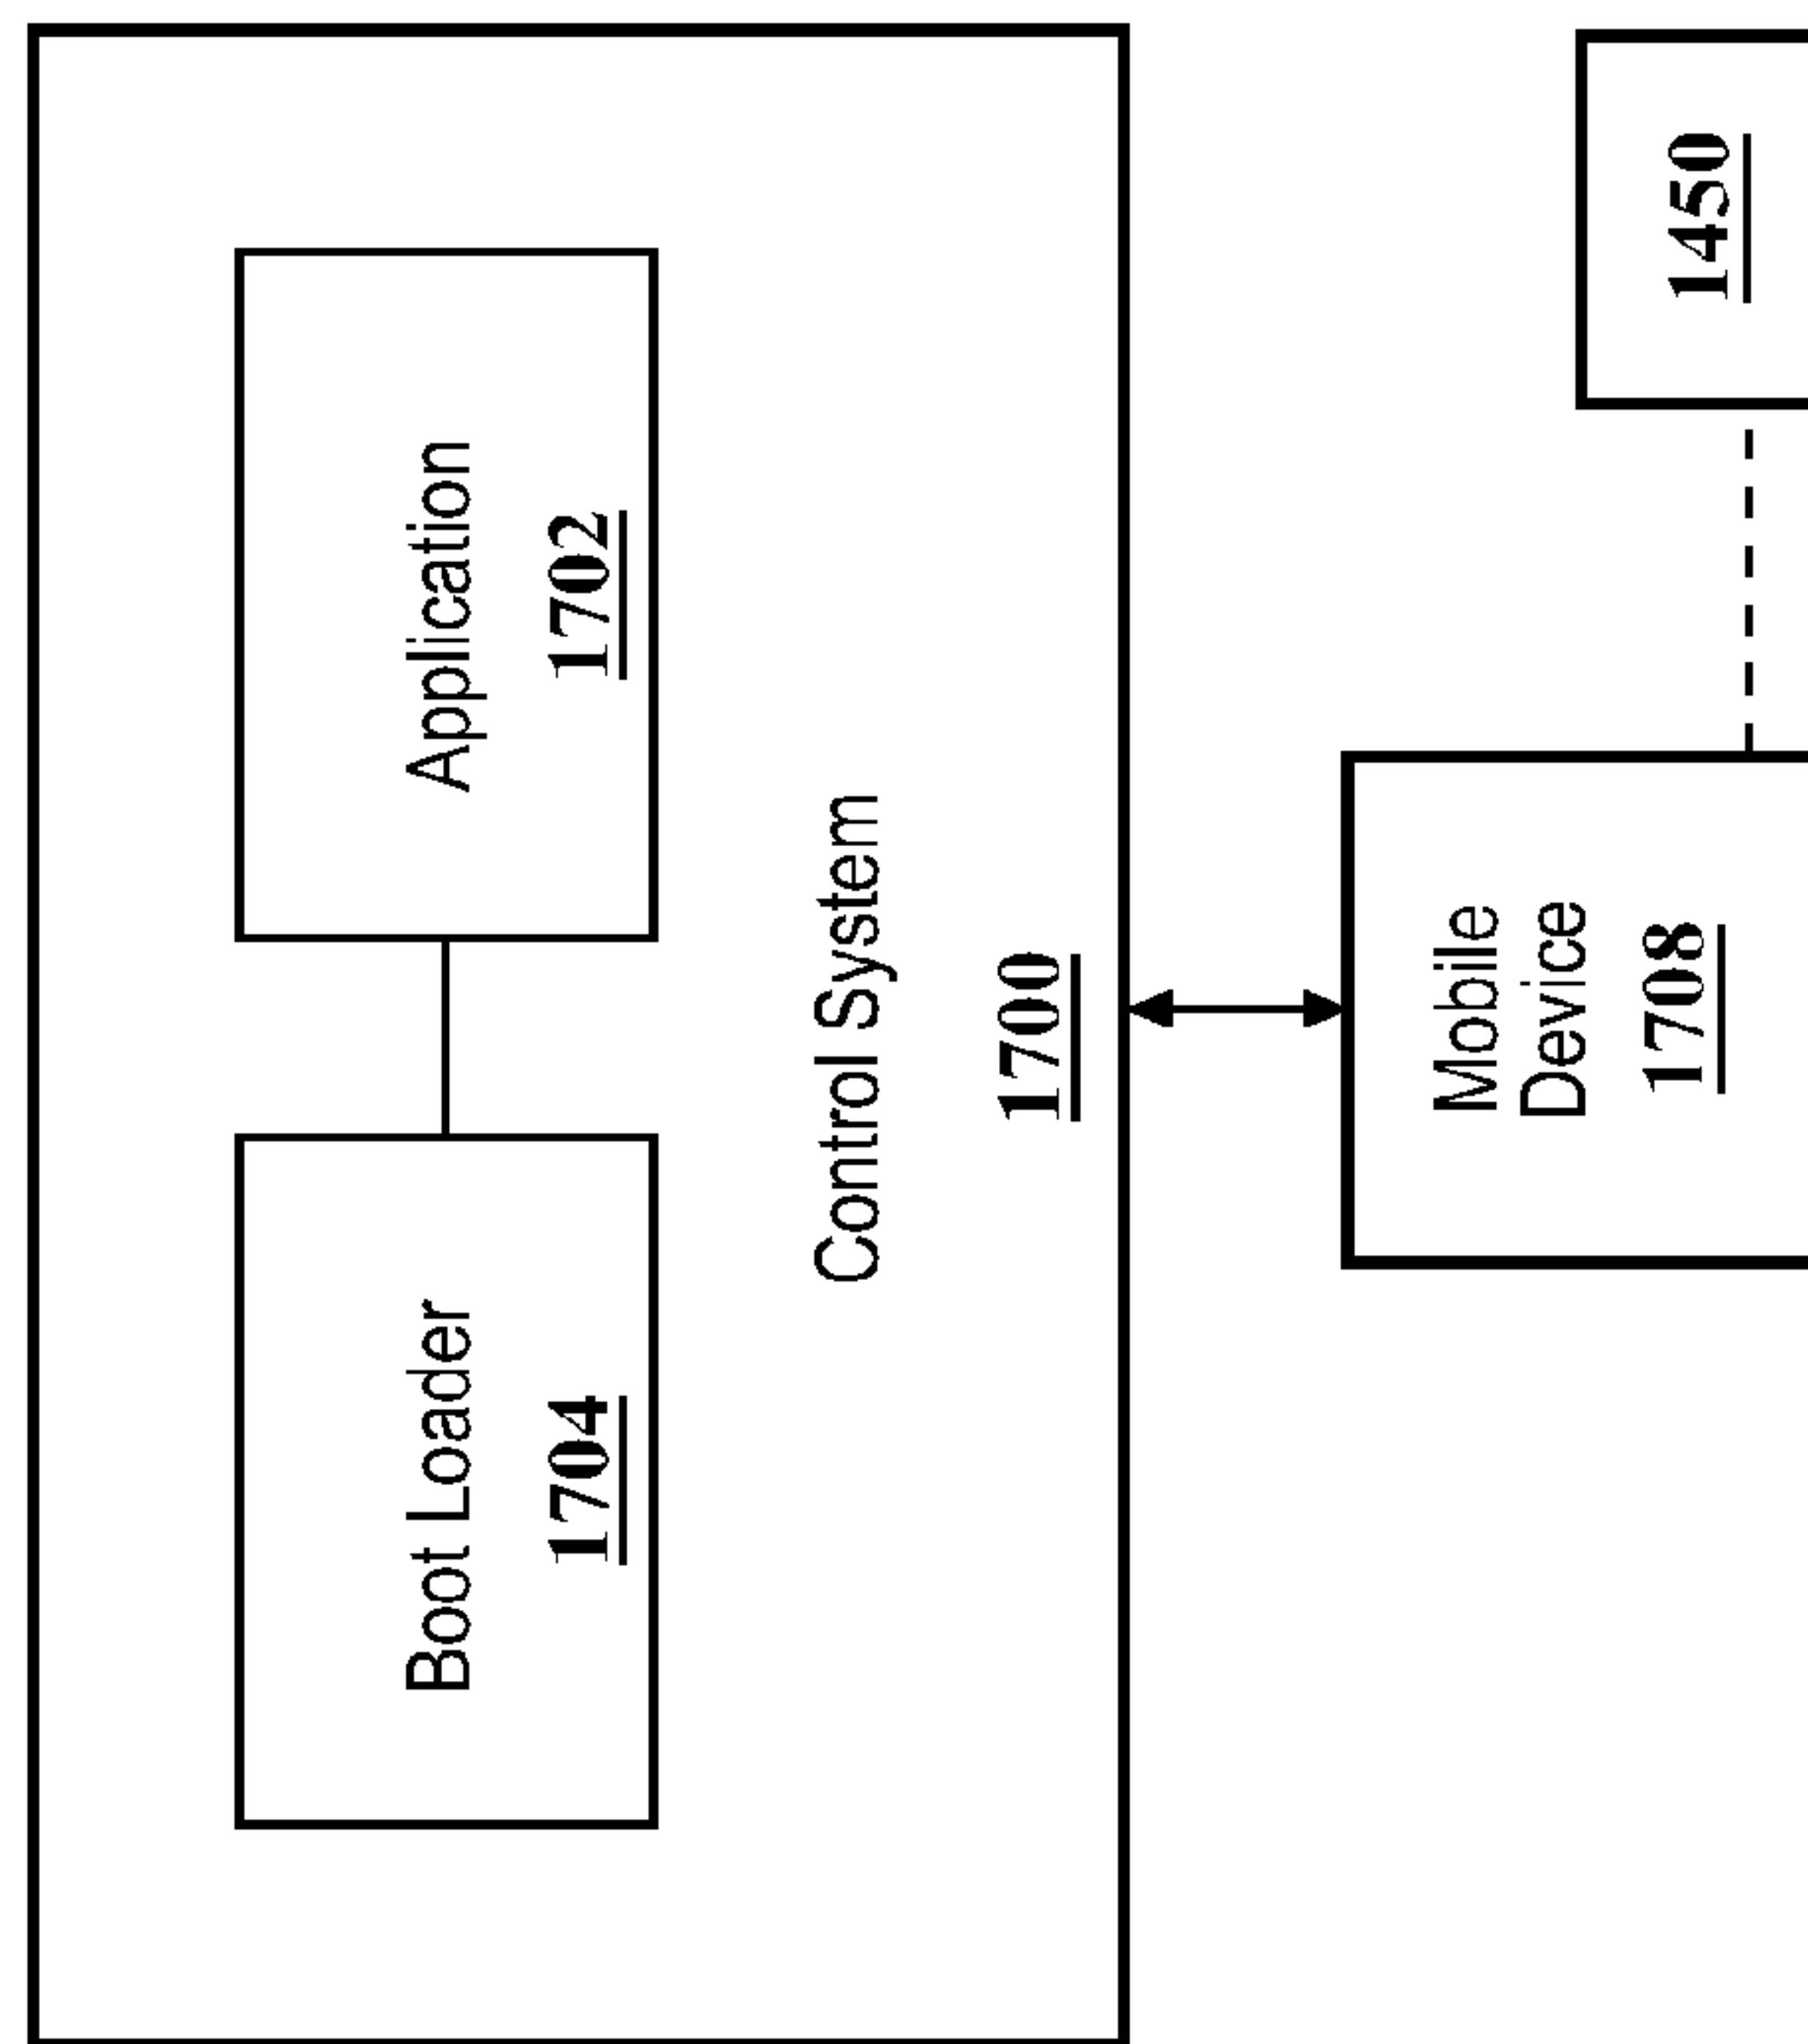 Boot Loader
1704
Application
1702
Control System
1700
Mobile
Device
1708
1450